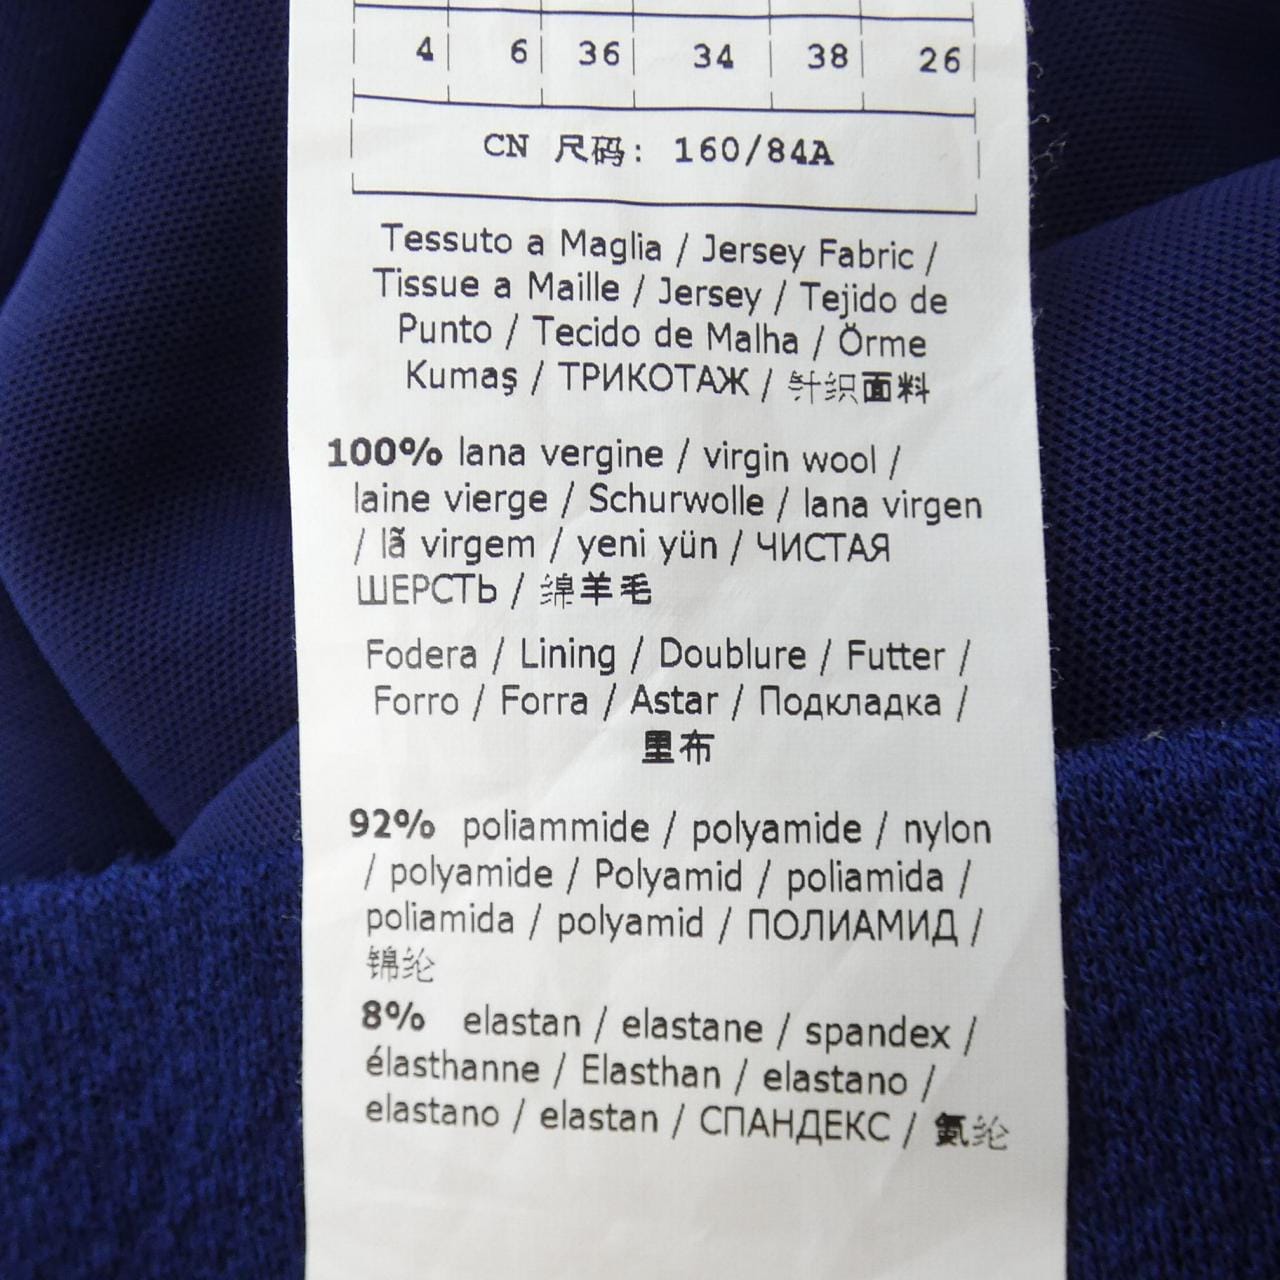 4 6 36 34 38 26
CN 尺码: 160/84A
Tessuto a Maglia / Jersey Fabric /
Tissue a Maille / Jersey / Tejido de
Punto / Tecido de Malha / Örme
Kumaş / ТРИКОТАЖ / 针织面料
100% lana vergine / virgin wool /
laine vierge / Schurwolle / lana virgen
/ lã virgem / yeni yün / ЧИСТАЯ
ШЕРСТЬ / 绵羊毛
Fodera / Lining / Doublure / Futter /
Forro / Forra / Astar / Подкладка /
里布
92% poliammide / polyamide / nylon
/ polyamide / Polyamid / poliamida /
poliamida / polyamid / ПОЛИАМИД /
锦纶
8% elastan / elastane / spandex /
élasthanne / Elasthan / elastano /
elastano / elastan / СПАНДЕКС / 氨纶